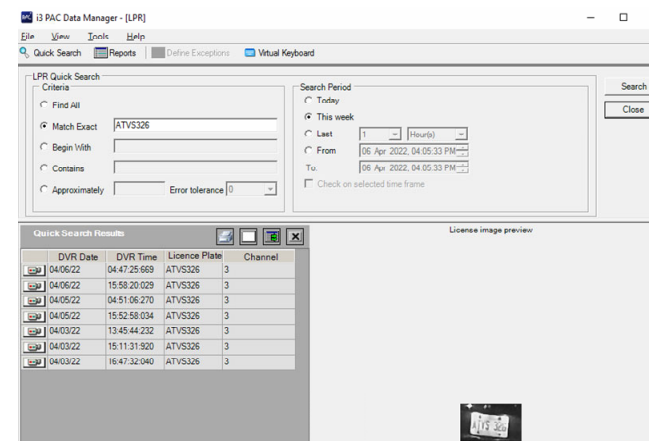 i3 PAC Data Manager - [LPR]
File View Tools Help
Quick Search Reports Define Exceptions Virtual Keyboard
LPR Quick Search
Criteria
Find All
Match Exact ATVS326
Begin With
Contains
Approximately Error tolerance 0
Search Period
Today
This week
Last 1 Hour(s)
From 06 Apr 2022, 04:05:33 PM
To: 06 Apr 2022, 04:05:33 PM
Check on selected time frame
Search
Close
Quick Search Results
DVR Date DVR Time Licence Plate Channel
04/06/22 04:47:25:669 ATVS326 3
04/06/22 15:58:20:029 ATVS326 3
04/05/22 04:51:06:270 ATVS326 3
04/05/22 15:52:58:034 ATVS326 3
04/03/22 13:45:44:232 ATVS326 3
04/03/22 15:11:31:920 ATVS326 3
04/03/22 16:47:32:040 ATVS326 3
License image preview